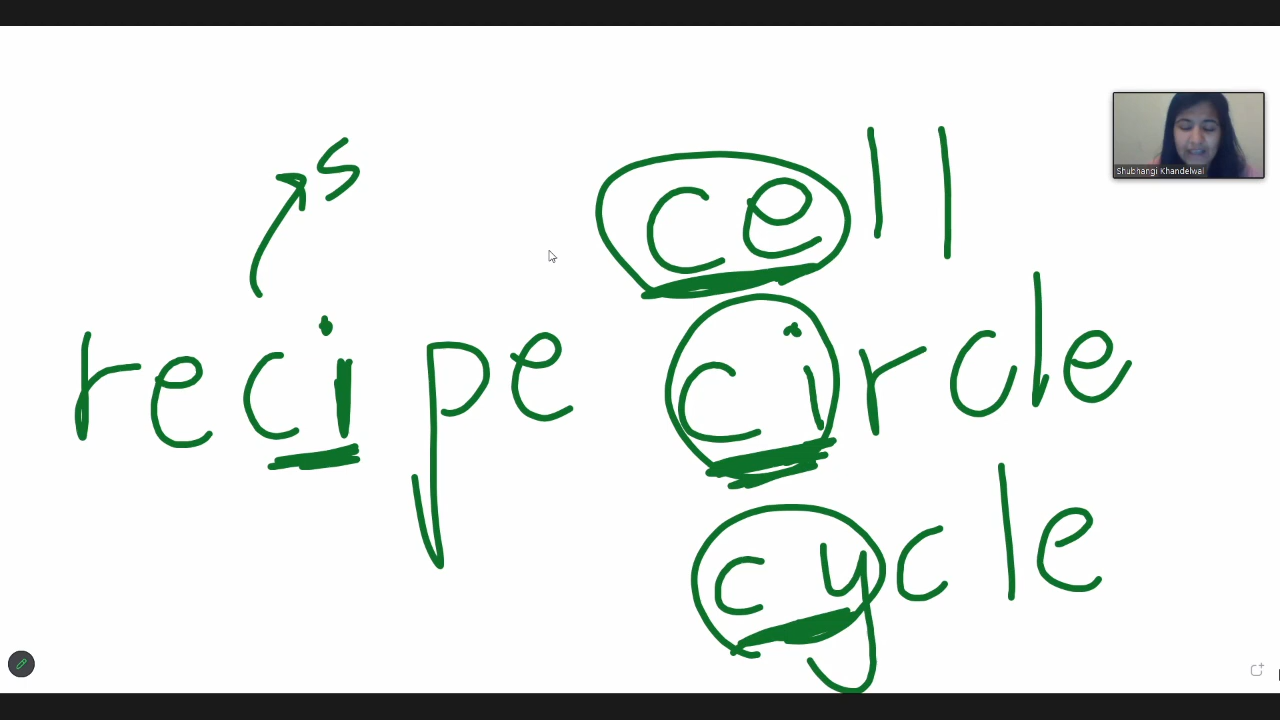 s
cell
Shubhangi Khandelwal
recipe circle
cycle